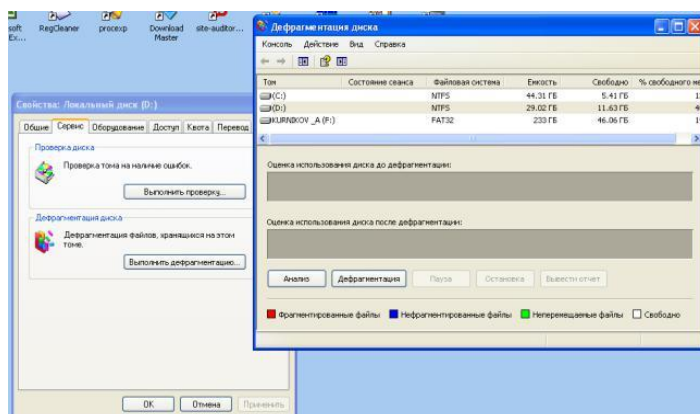 soft
Ex...
RegCleaner
procexp
Download
Master
site-auditor...
Дефрагментация диска
Консоль Действие Вид Справка
Том Состояние сеанса Файловая система Емкость Свободно % свободного ме
(C:) NTFS 44.31 ГБ 5.41 ГБ 1
(D:) NTFS 29.02 ГБ 11.63 ГБ 4
KURNIKOV _A (F:) FAT32 233 ГБ 46.06 ГБ 1
Оценка использования диска до дефрагментации:
Оценка использования диска после дефрагментации:
Анализ Дефрагментация Пауза Остановка Вывести отчет
Фрагментированные файлы Нефрагментированные файлы Неперемещаемые файлы Свободно
Свойства: Локальный диск (D:)
Общие Сервис Оборудование Доступ Квота Перевод
Проверка диска
Проверка тома на наличие ошибок.
Выполнить проверку...
Дефрагментация диска
Дефрагментация файлов, хранящихся на этом
томе.
Выполнить дефрагментацию...
OK Отмена Применить